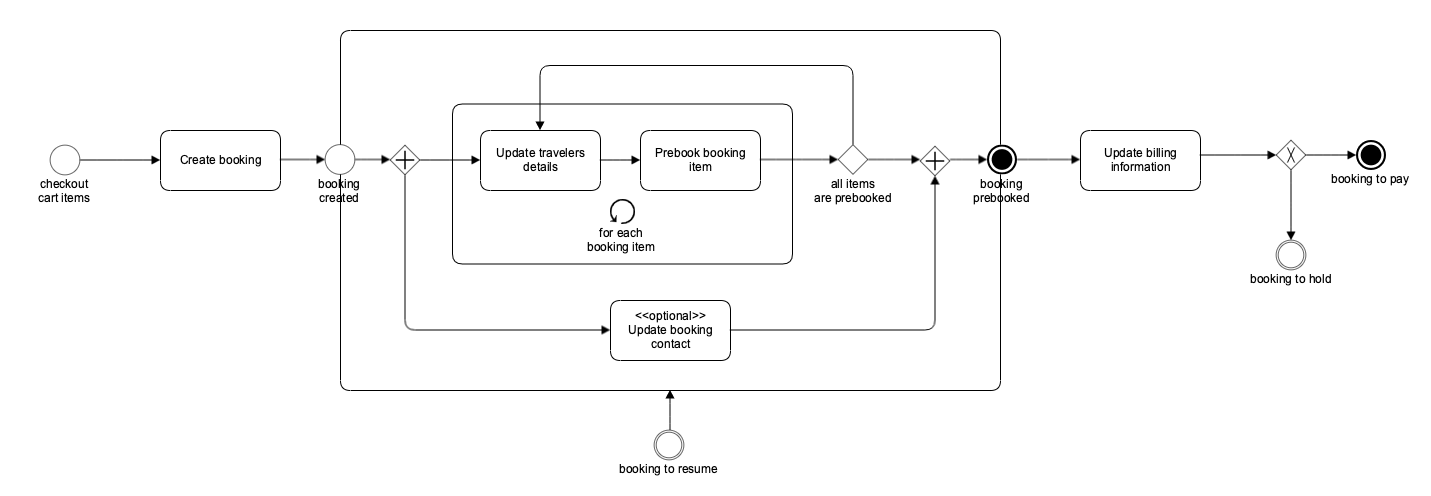 checkout
cart items
Create booking
booking
created
Update travelers
details
Prebook booking
item
for each
booking item
all items
are prebooked
<<optional>>
Update booking
contact
booking
prebooked
Update billing
information
X
booking to pay
booking to hold
booking to resume